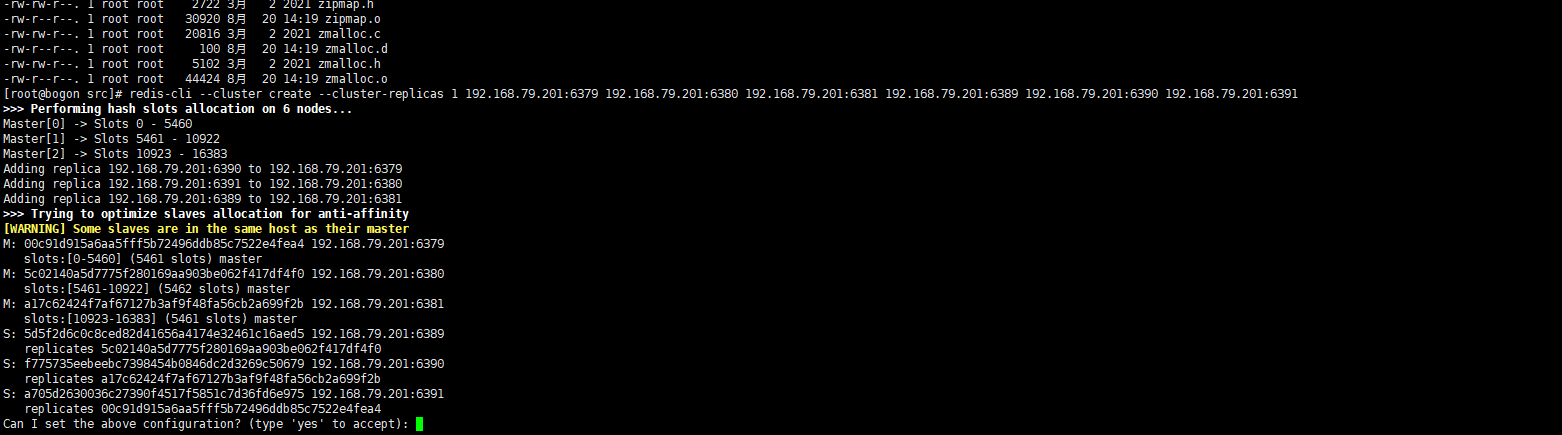 -rw-rw-r--. 1 root root    2722 3月   2 2021 zipmap.h
-rw-r--r--. 1 root root   30920 8月  20 14:19 zipmap.o
-rw-rw-r--. 1 root root   20816 3月   2 2021 zmalloc.c
-rw-r--r--. 1 root root     100 8月  20 14:19 zmalloc.d
-rw-rw-r--. 1 root root    5102 3月   2 2021 zmalloc.h
-rw-r--r--. 1 root root   44424 8月  20 14:19 zmalloc.o
[root@bogon src]# redis-cli --cluster create --cluster-replicas 1 192.168.79.201:6379 192.168.79.201:6380 192.168.79.201:6381 192.168.79.201:6389 192.168.79.201:6390 192.168.79.201:6391
>>> Performing hash slots allocation on 6 nodes...
Master[0] -> Slots 0 - 5460
Master[1] -> Slots 5461 - 10922
Master[2] -> Slots 10923 - 16383
Adding replica 192.168.79.201:6390 to 192.168.79.201:6379
Adding replica 192.168.79.201:6391 to 192.168.79.201:6380
Adding replica 192.168.79.201:6389 to 192.168.79.201:6381
>>> Trying to optimize slaves allocation for anti-affinity
[WARNING] Some slaves are in the same host as their master
M: 00c91d915a6aa5fff5b72496ddb85c7522e4fea4 192.168.79.201:6379
   slots:[0-5460] (5461 slots) master
M: 5c02140a5d7775f280169aa903be062f417df4f0 192.168.79.201:6380
   slots:[5461-10922] (5462 slots) master
M: a17c62424f7af67127b3af9f48fa56cb2a699f2b 192.168.79.201:6381
   slots:[10923-16383] (5461 slots) master
S: 5d5f2d6c0c8ced82d41656a4174e32461c16aed5 192.168.79.201:6389
   replicates 5c02140a5d7775f280169aa903be062f417df4f0
S: f775735eebeebc7398454b0846dc2d3269c50679 192.168.79.201:6390
   replicates a17c62424f7af67127b3af9f48fa56cb2a699f2b
S: a705d2630036c27390f4517f5851c7d36fd6e975 192.168.79.201:6391
   replicates 00c91d915a6aa5fff5b72496ddb85c7522e4fea4
Can I set the above configuration? (type 'yes' to accept):